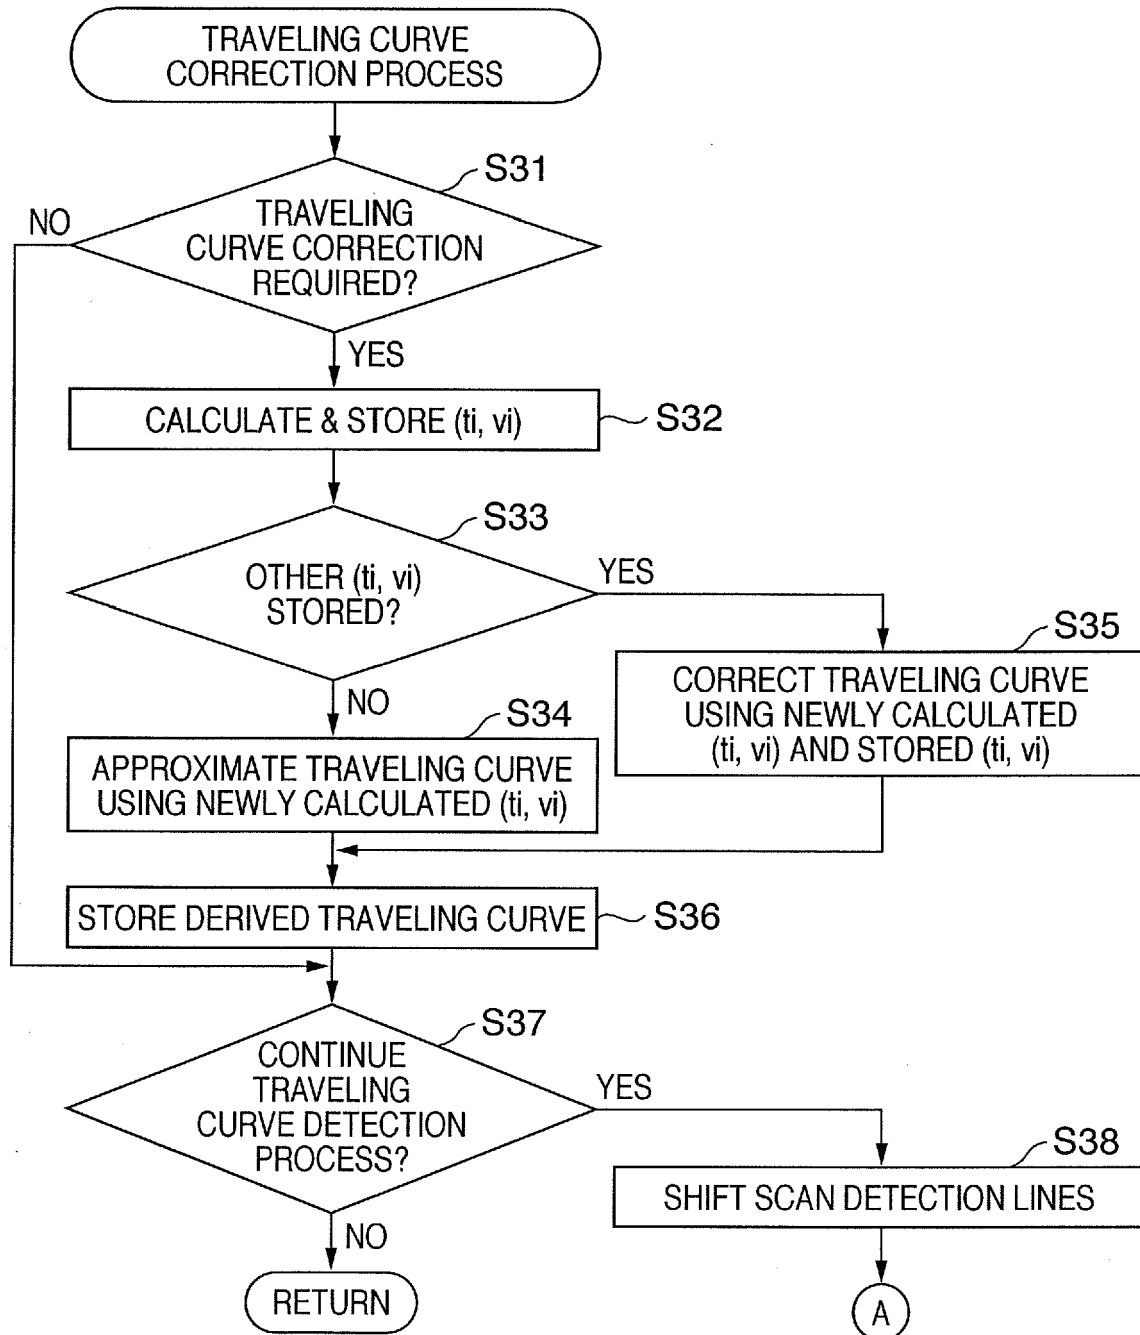 TRAVELING CURVE
CORRECTION PROCESS
S31
NO
TRAVELING
CURVE CORRECTION
REQUIRED?
YES
CALCULATE & STORE (ti, vi)
S32
S33
OTHER (ti, vi)
STORED?
YES
S35
CORRECT TRAVELING CURVE
USING NEWLY CALCULATED
(ti, vi) AND STORED (ti, vi)
NO
S34
APPROXIMATE TRAVELING CURVE
USING NEWLY CALCULATED (ti, vi)
STORE DERIVED TRAVELING CURVE
S36
S37
CONTINUE
TRAVELING
CURVE DETECTION
PROCESS?
YES
S38
SHIFT SCAN DETECTION LINES
NO
RETURN
A